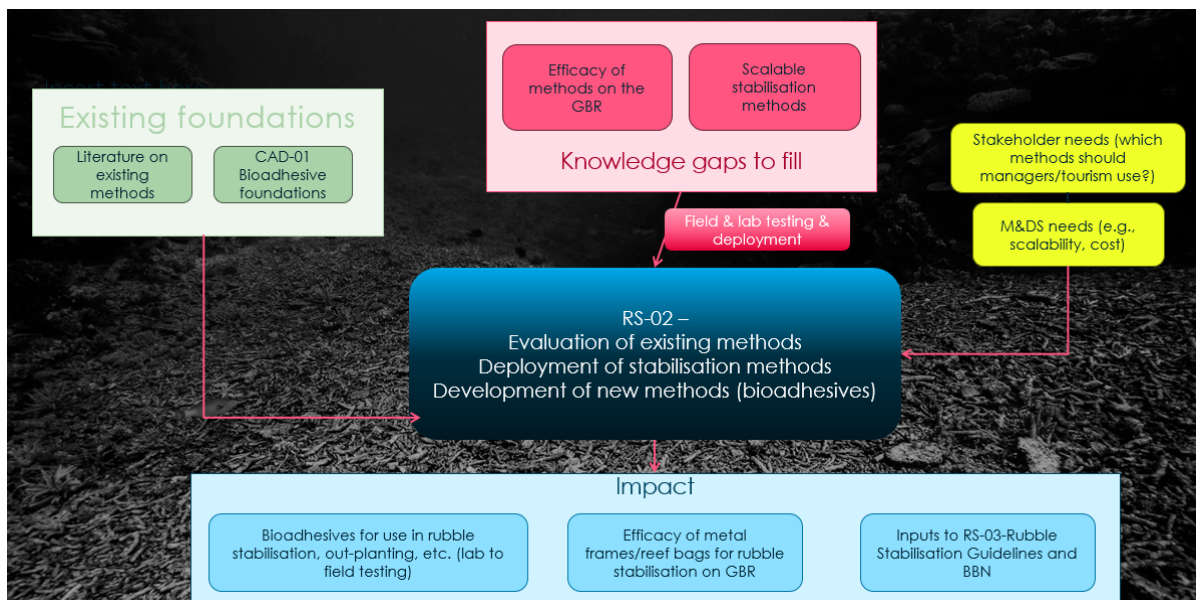 Existing foundations
Literature on
existing
methods
CAD-01
Bioadhesive
foundations
Efficacy of
methods on the
GBR
Scalable
stabilisation
methods
Knowledge gaps to fill
Field & lab testing &
deployment
Stakeholder needs (which
methods should
managers/tourism use?)
M&DS needs (e.g.,
scalability, cost)
RS-02 –
Evaluation of existing methods
Deployment of stabilisation methods
Development of new methods (bioadhesives)
Impact
Bioadhesives for use in rubble
stabilisation, out-planting, etc. (lab to
field testing)
Efficacy of metal
frames/reef bags for rubble
stabilisation on GBR
Inputs to RS-03-Rubble
Stabilisation Guidelines and
BBN